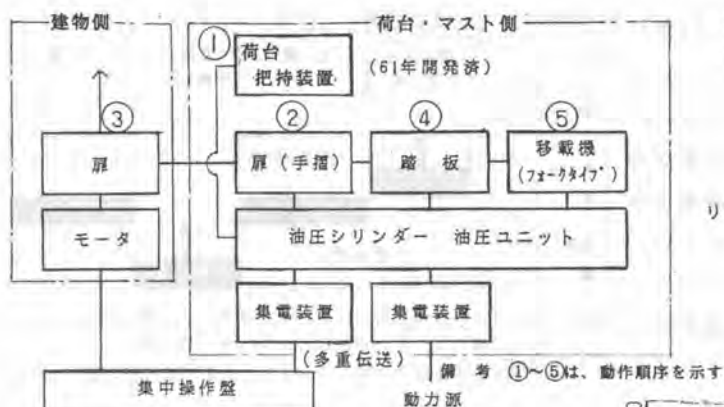 建物側
荷台・マスト側
①
荷台
把持装置
(61年開発済)
③
②
④
⑤
扉
扉(手摺)
踏板
移載機
(フォークタイプ)
モータ
油圧シリンダー 油圧ユニット
集電装置
集電装置
(多重伝送)
備考 ①~⑤は、動作順序を示す
集中操作盤
動力源
り